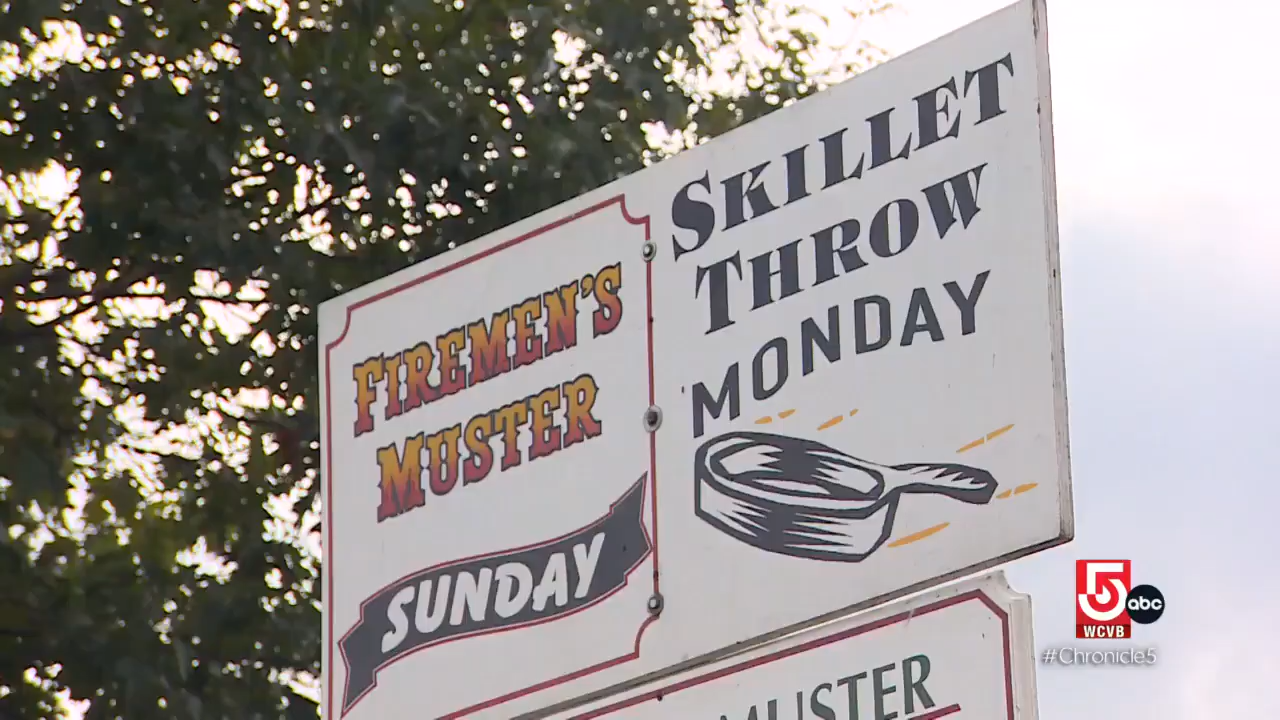 FIREMEN'S
MUSTER
SUNDAY
SKILLET
THROW
MONDAY
MUSTER
5
abc
WCVB
#Chronicle5